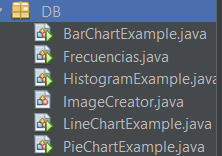 DB
BarChartExample.java
Frecuencias.java
HistogramExample.java
ImageCreator.java
LineChartExample.java
PieChartExample.java